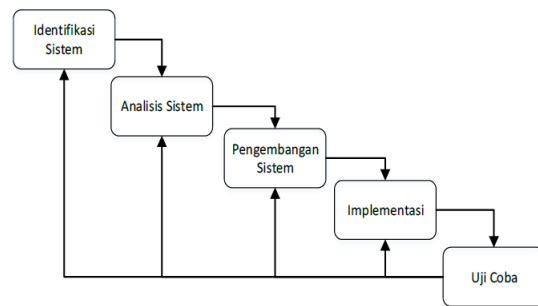 Identifikasi
Sistem
Analisis Sistem
Pengembangan
Sistem
Implementasi
Uji Coba